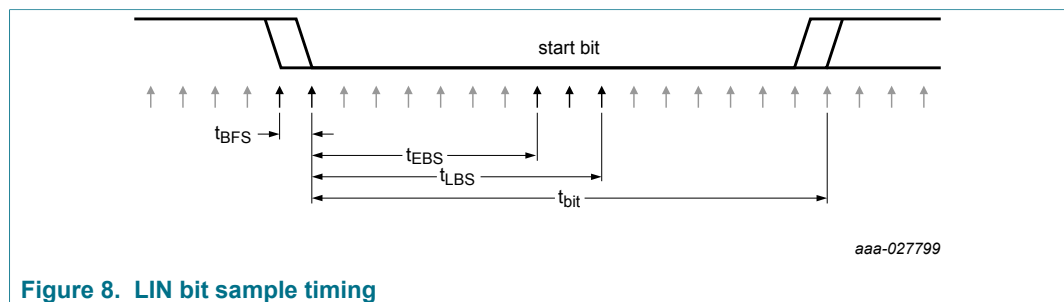 start bit
tBFS
tEBS
tLBS
tbit
aaa-027799
Figure 8. LIN bit sample timing